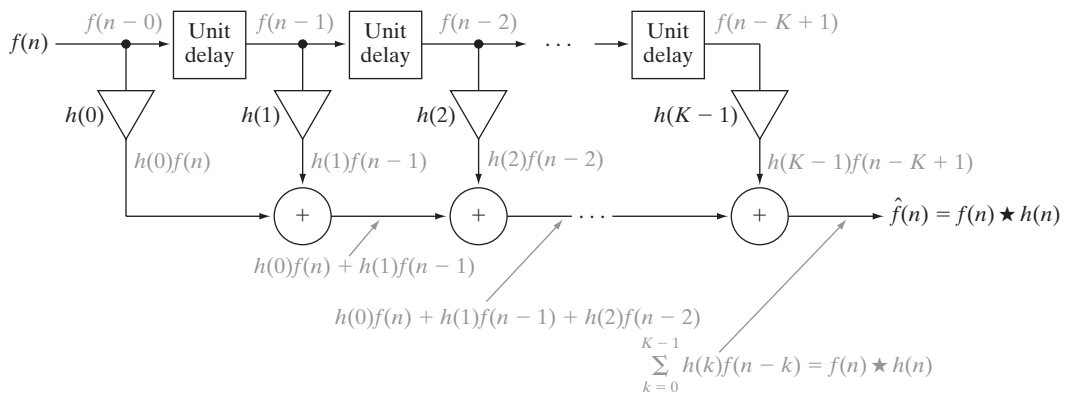 f(n − 0)
f(n − 1)
f(n − 2)
f(n − K + 1)
f(n)
Unit
delay
Unit
delay
. . .
Unit
delay
h(0)
h(1)
h(2)
h(K − 1)
h(0)f(n)
h(1)f(n − 1)
h(2)f(n − 2)
h(K − 1)f(n − K + 1)
+
+
. . .
+
f̂(n) = f(n) ★ h(n)
h(0)f(n) + h(1)f(n − 1)
h(0)f(n) + h(1)f(n − 1) + h(2)f(n − 2)
K − 1
∑ h(k)f(n − k) = f(n) ★ h(n)
k = 0